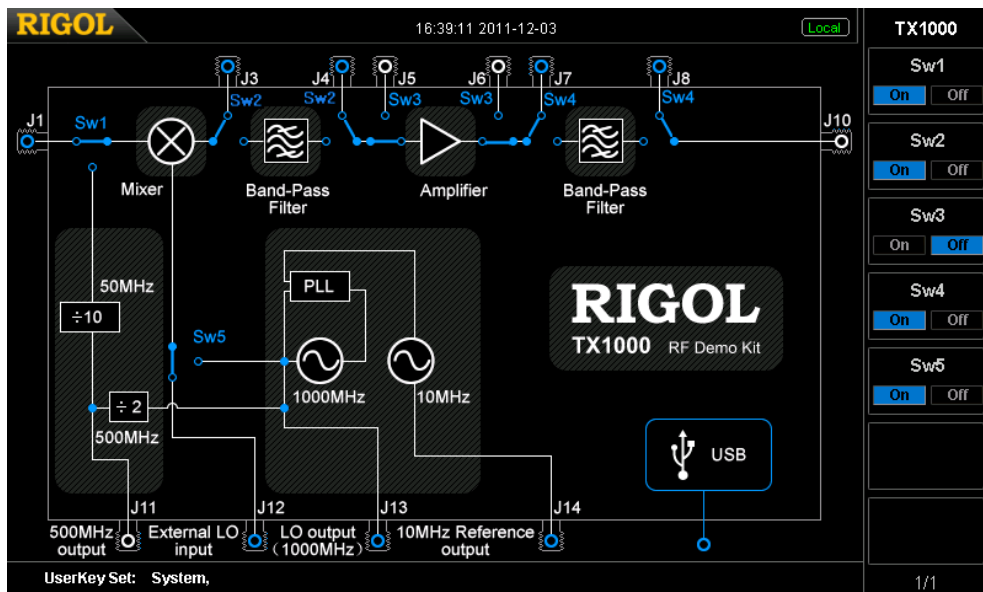 RIGOL
16:39:11 2011-12-03
Local
TX1000
J3 J4 J5 J6 J7 J8
Sw2 Sw2 Sw3 Sw3 Sw4 Sw4
J1 Sw1 J10
Mixer
Band-Pass
Filter
Amplifier
Band-Pass
Filter
50MHz
÷10
Sw5
÷ 2
500MHz
PLL
1000MHz
10MHz
RIGOL
TX1000 RF Demo Kit
USB
J11 J12 J13 J14
500MHz
output
External LO
input
LO output
(1000MHz)
10MHz Reference
output
UserKey Set: System,
Sw1
On Off
Sw2
On Off
Sw3
On Off
Sw4
On Off
Sw5
On Off
1/1